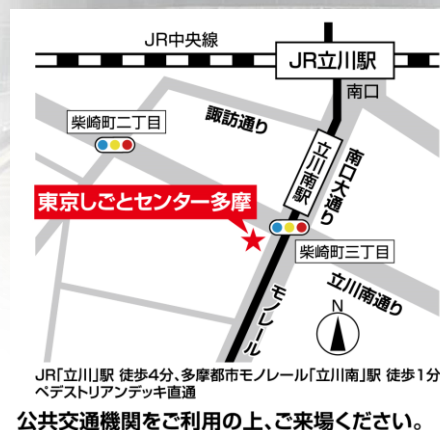 JR中央線
JR立川駅
南口
柴崎町二丁目
諏訪通り
立川南駅
南口大通り
東京しごとセンター多摩
柴崎町三丁目
立川南通り
モノレール
N
JR「立川」駅 徒歩4分、多摩都市モノレール「立川南」駅 徒歩1分
ペデストリアンデッキ直通
公共交通機関をご利用の上、ご来場ください。